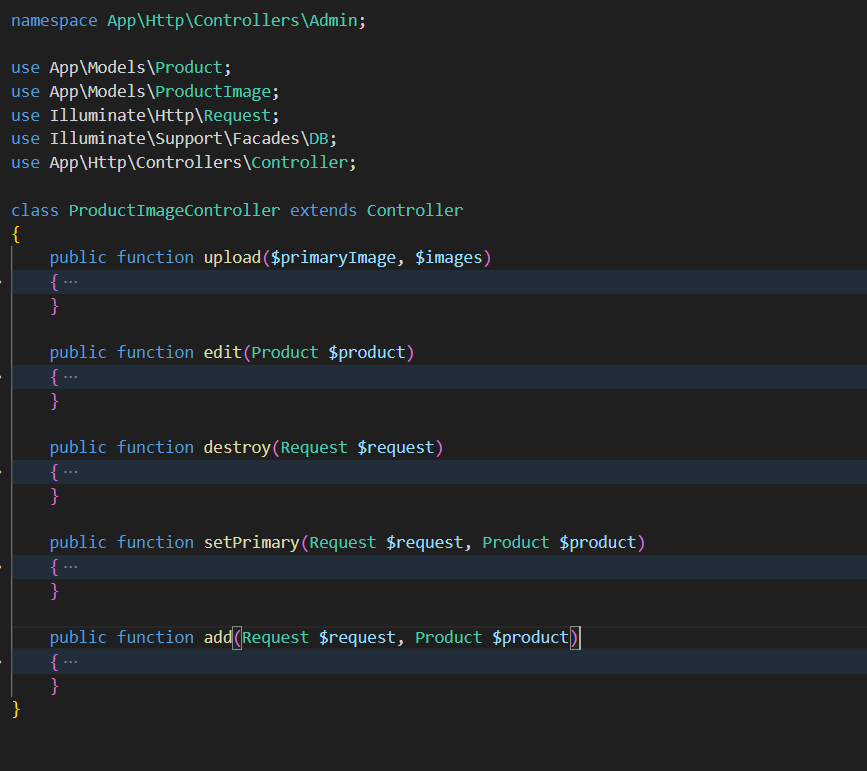 namespace App\Http\Controllers\Admin;
use App\Models\Product;
use App\Models\ProductImage;
use Illuminate\Http\Request;
use Illuminate\Support\Facades\DB;
use App\Http\Controllers\Controller;
class ProductImageController extends Controller
{
public function upload($primaryImage, $images)
{ ...
}
public function edit(Product $product)
{ ...
}
public function destroy(Request $request)
{ ...
}
public function setPrimary(Request $request, Product $product)
{ ...
}
public function add(Request $request, Product $product)
{ ...
}
}